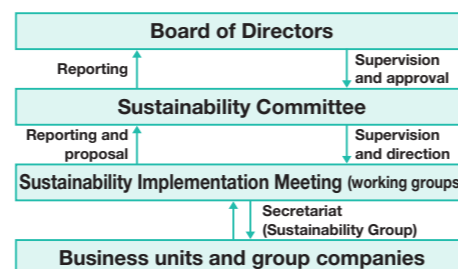 Board of Directors
Reporting
Supervision
and approval
Sustainability Committee
Reporting and
proposal
Supervision
and direction
Sustainability Implementation Meeting (working groups
Secretariat
(Sustainability Group)
Business units and group companies